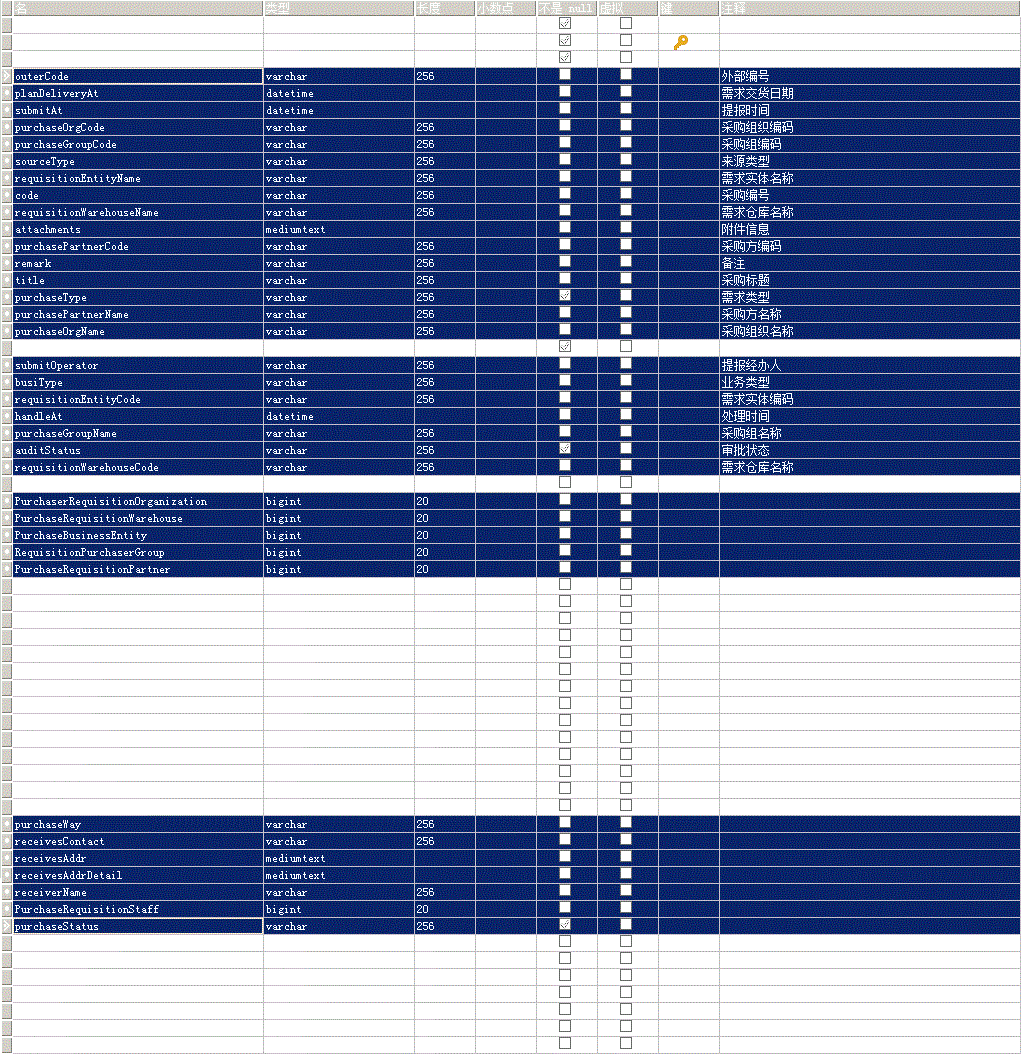 名 类型 长度 小数点 不是 null 虚拟 键 注释
outerCode varchar 256 外部编号
planDeliveryAt datetime 需求交货日期
submitAt datetime 提报时间
purchaseOrgCode varchar 256 采购组织编码
purchaseGroupCode varchar 256 采购组编码
sourceType varchar 256 来源类型
requisitionEntityName varchar 256 需求实体名称
code varchar 256 采购编号
requisitionWarehouseName varchar 256 需求仓库名称
attachments mediumtext 附件信息
purchasePartnerCode varchar 256 采购方编码
remark varchar 256 备注
title varchar 256 采购标题
purchaseType varchar 256 需求类型
purchasePartnerName varchar 256 采购方名称
purchaseOrgName varchar 256 采购组织名称
submitOperator varchar 256 提报经办人
busiType varchar 256 业务类型
requisitionEntityCode varchar 256 需求实体编码
handleAt datetime 处理时间
purchaseGroupName varchar 256 采购组名称
auditStatus varchar 256 审批状态
requisitionWarehouseCode varchar 256 需求仓库名称
PurchaserRequisitionOrganization bigint 20
PurchaseRequisitionWarehouse bigint 20
PurchaseBusinessEntity bigint 20
RequisitionPurchaserGroup bigint 20
PurchaseRequisitionPartner bigint 20
purchaseWay varchar 256
receivesContact varchar 256
receivesAddr mediumtext
receivesAddrDetail mediumtext
receiverName varchar 256
PurchaseRequisitionStaff bigint 20
purchaseStatus varchar 256